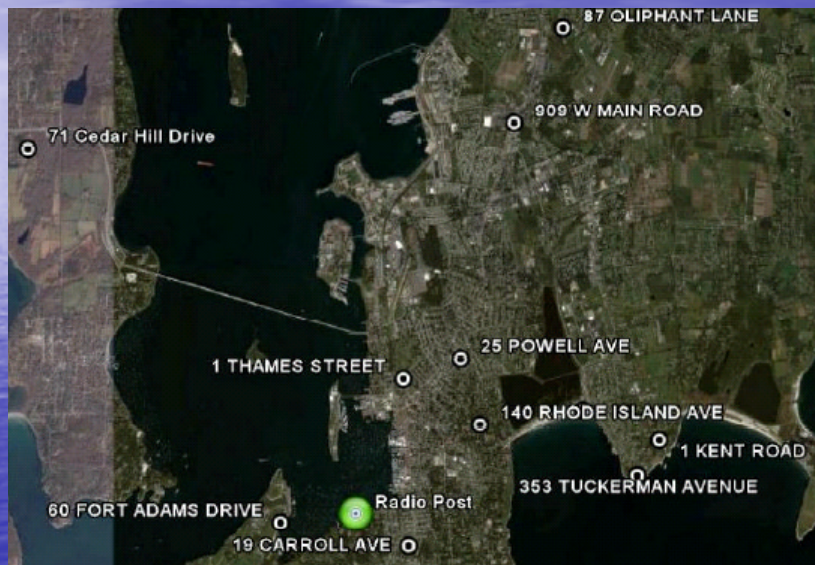 87 OLIPHANT LANE
909 W MAIN ROAD
71 Cedar Hill Drive
25 POWELL AVE
1 THAMES STREET
140 RHODE ISLAND AVE
1 KENT ROAD
353 TUCKERMAN AVENUE
Radio Post
60 FORT ADAMS DRIVE
19 CARROLL AVE